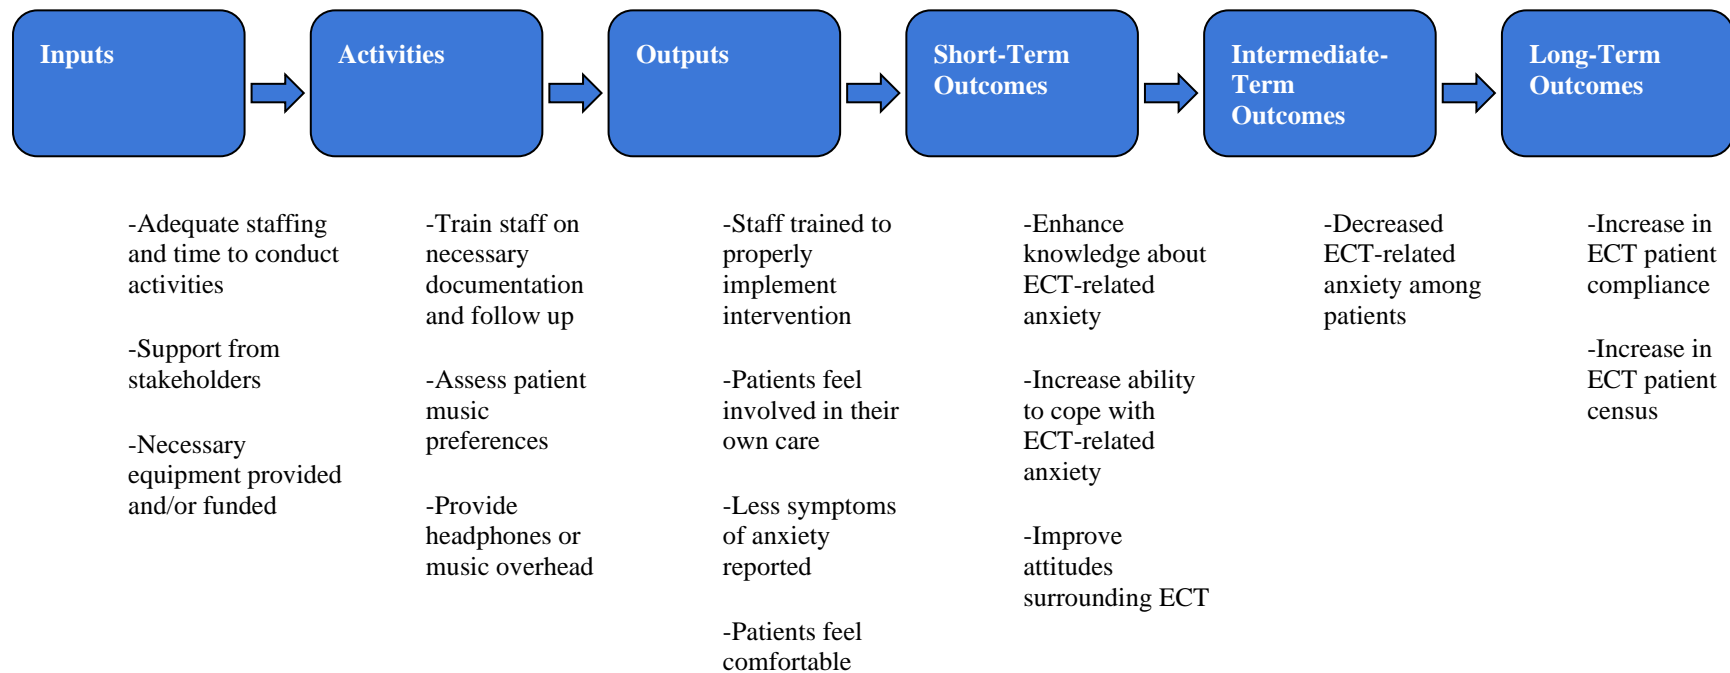 Inputs
Activities
Outputs
Short-Term
Outcomes
Intermediate-
Term
Outcomes
Long-Term
Outcomes
-Adequate staffing
and time to conduct
activities
-Support from
stakeholders
-Necessary
equipment provided
and/or funded
-Train staff on
necessary
documentation
and follow up
-Assess patient
music
preferences
-Provide
headphones or
music overhead
-Staff trained to
properly
implement
intervention
-Patients feel
involved in their
own care
-Less symptoms
of anxiety
reported
-Patients feel
comfortable
-Enhance
knowledge about
ECT-related
anxiety
-Increase ability
to cope with
ECT-related
anxiety
-Improve
attitudes
surrounding ECT
-Decreased
ECT-related
anxiety among
patients
-Increase in
ECT patient
compliance
-Increase in
ECT patient
census